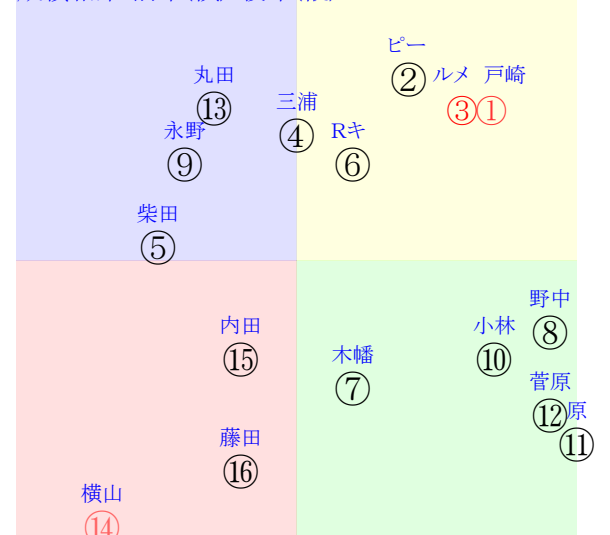 ピー
丸田 ルメ 戸崎
② ③ ①
三浦
⑬
永野 Rキ
④
⑨ ⑥
柴田
⑤
野中
内田 小林
⑧
木幡
⑮ ⑩
菅原
⑦
⑫ 原
藤田
⑪
⑯
横山
⑭